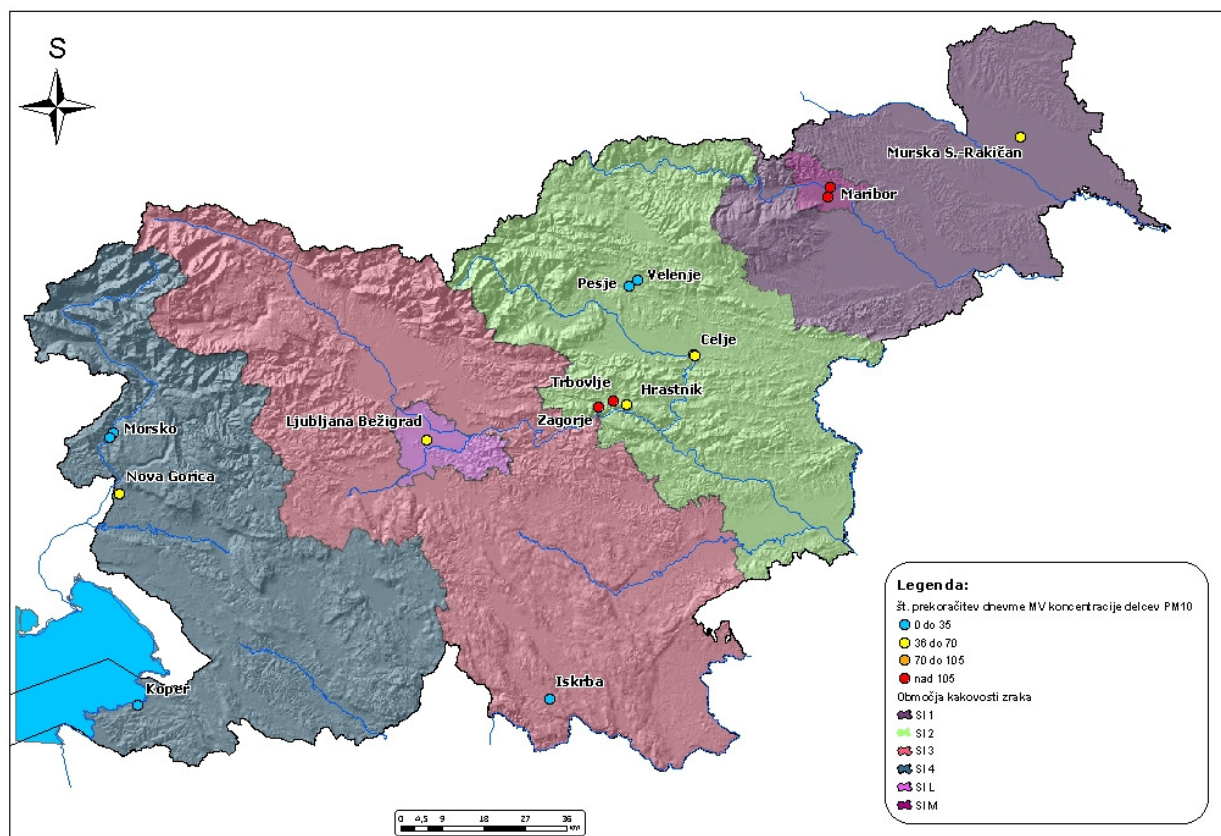 S
Murska S.-Rakičan
Maribor
Velenje
Pesje
Celje
Trbovlje
Hrastnik
Zagorje
Ljubljana Bežigrad
Morsko
Nova Gorica
Koper
Iskrba
Legenda:
št. prekoračitev dnevme MV koncentracije delcev PM10
0 do 35
36 do 70
70 do 105
nad 105
Območja kakovosti zraka
SI 1
SI 2
SI 3
SI 4
SI L
SI M
0 4,5 9 18 27 36
km